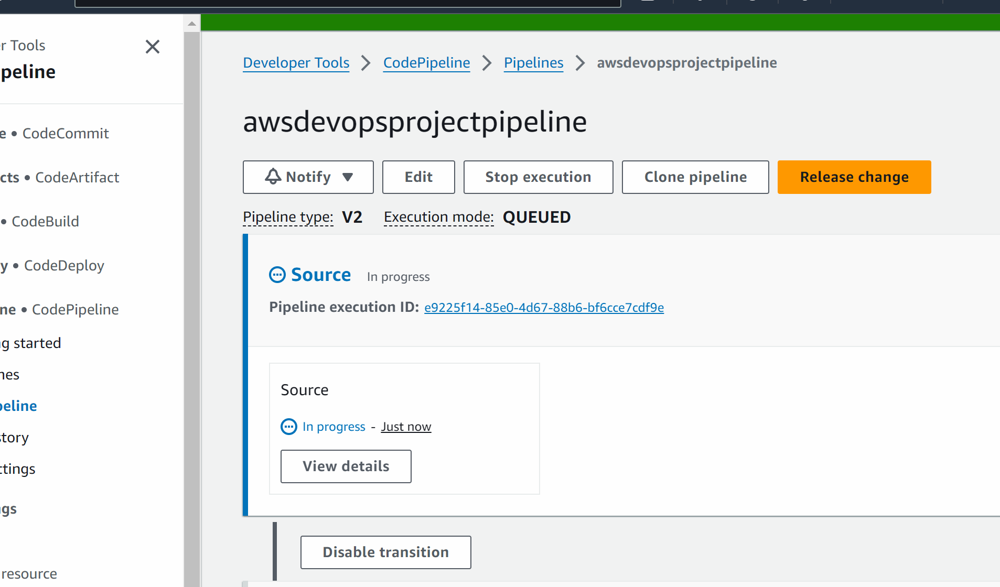 r Tools
peline
e • CodeCommit
cts • CodeArtifact
• CodeBuild
y • CodeDeploy
ne • CodePipeline
g started
nes
peline
story
ttings
gs
resource
Developer Tools > CodePipeline > Pipelines > awsdevopsprojectpipeline
awsdevopsprojectpipeline
Notify Edit Stop execution Clone pipeline Release change
Pipeline type: V2 Execution mode: QUEUED
Source In progress
Pipeline execution ID: e9225f14-85e0-4d67-88b6-bf6cce7cdf9e
Source
In progress - Just now
View details
Disable transition